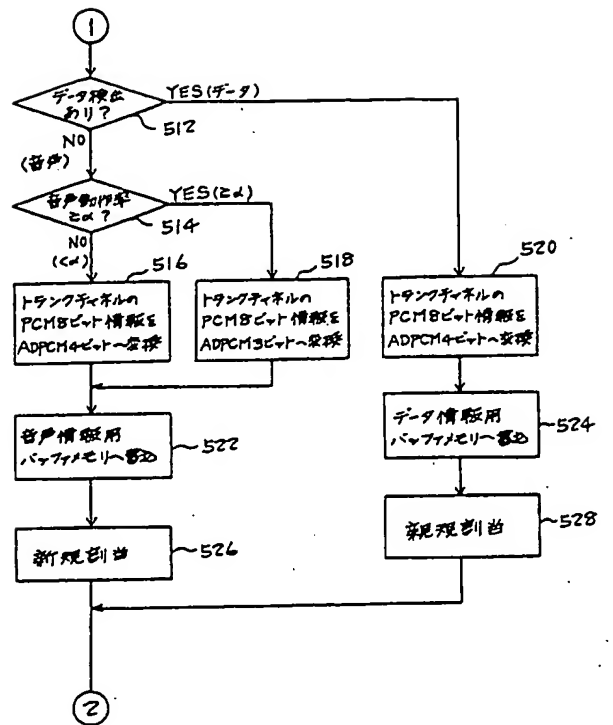 1
データ検出
あり?
YES(データ)
512
NO
(音声)
音声動作率
≥α?
YES(≥α)
514
NO
(<α)
516
518
520
トランクチャネルの
PCM8ビット情報を
ADPCM4ビットへ変換
トランクチャネルの
PCM8ビット情報を
ADPCM3ビットへ変換
トランクチャネルの
PCM8ビット情報を
ADPCM4ビットへ変換
音声情報用
バッファメモリへ書込
522
データ情報用
バッファメモリへ書込
524
新規割当
526
新規割当
528
2